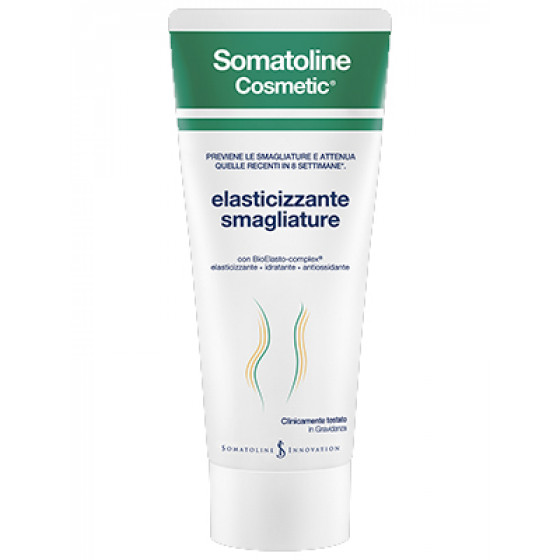 Somatoline
Cosmetic®
PREVIENE LE SMAGLIATURE E ATTENUA
QUELLE RECENTI IN 8 SETTIMANE*.
elasticizzante
smagliature
con BioElasto-complex®
elasticizzante • idratante • antiossidante
Clinicamente testato
in Gravidanza
SOMATOLINE S INNOVATION